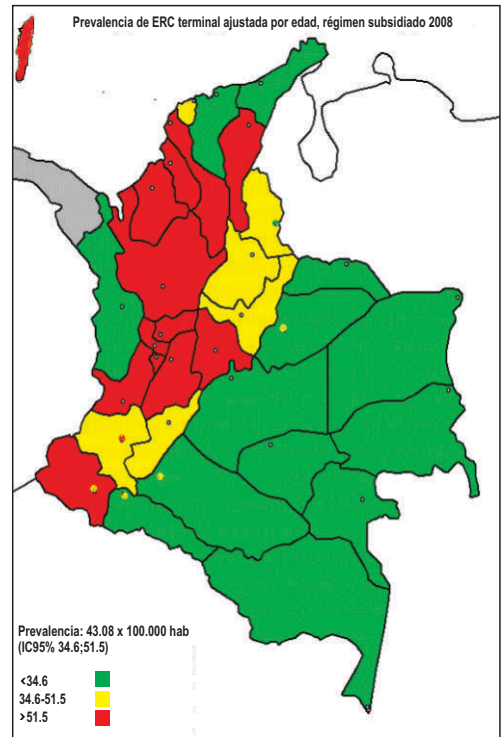 Prevalencia de ERC terminal ajustada por edad, régimen subsidiado 2008
Prevalencia: 43.08 x 100.000 hab
(IC95% 34.6;51.5)
<34.6
34.6-51.5
>51.5